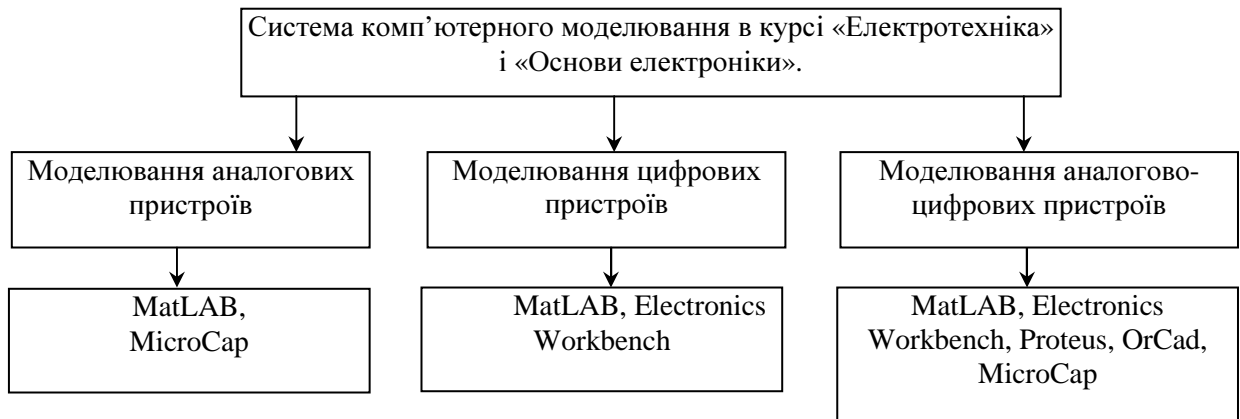 Система комп’ютерного моделювання в курсі «Електротехніка»
і «Основи електроніки».
Моделювання аналогових
пристроїв
Моделювання цифрових
пристроїв
Моделювання аналогово-
цифрових пристроїв
MatLAB,
MicroCap
MatLAB, Electronics
Workbench
MatLAB, Electronics
Workbench, Proteus, OrCad,
MicroCap